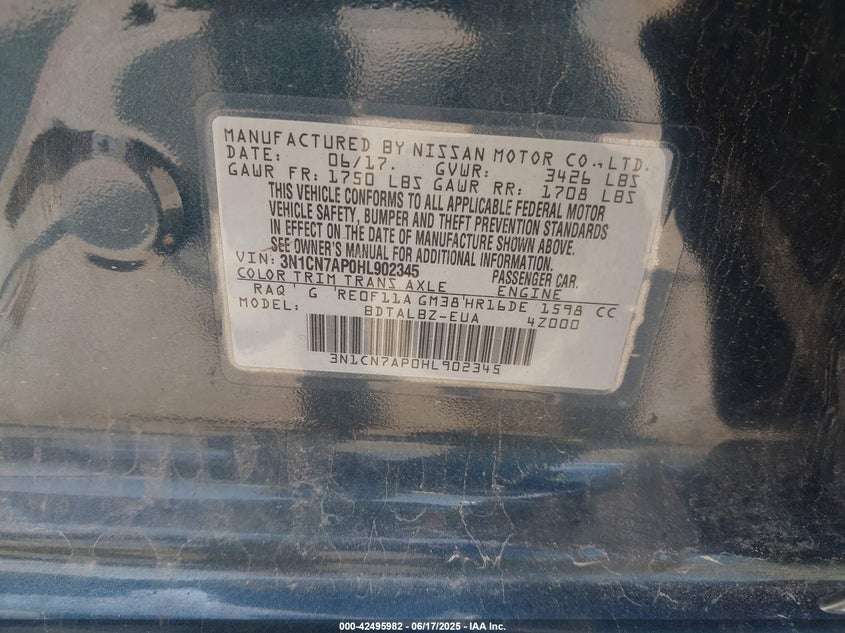 MANUFACTURED BY NISSAN MOTOR CO.,LTD.
DATE: 06/17. GVWR: 3426 LBS
GAWR FR: 1750 LBS GAWR RR: 1708 LBS
THIS VEHICLE CONFORMS TO ALL APPLICABLE FEDERAL MOTOR
VEHICLE SAFETY, BUMPER AND THEFT PREVENTION STANDARDS
IN EFFECT ON THE DATE OF MANUFACTURE SHOWN ABOVE.
SEE OWNER'S MANUAL FOR ADDITIONAL INFORMATION.
VIN: 3N1CN7AP0HL902345 PASSENGER CAR.
COLOR TRIM TRANS AXLE ENGINE
RAQ G RE0F11A GM38 HR16DE 1598 CC
MODEL: BDTALBZ-EUA 4Z000
3N1CN7AP0HL902345
000-42495982 / 06/17/2025 - IAA Inc.